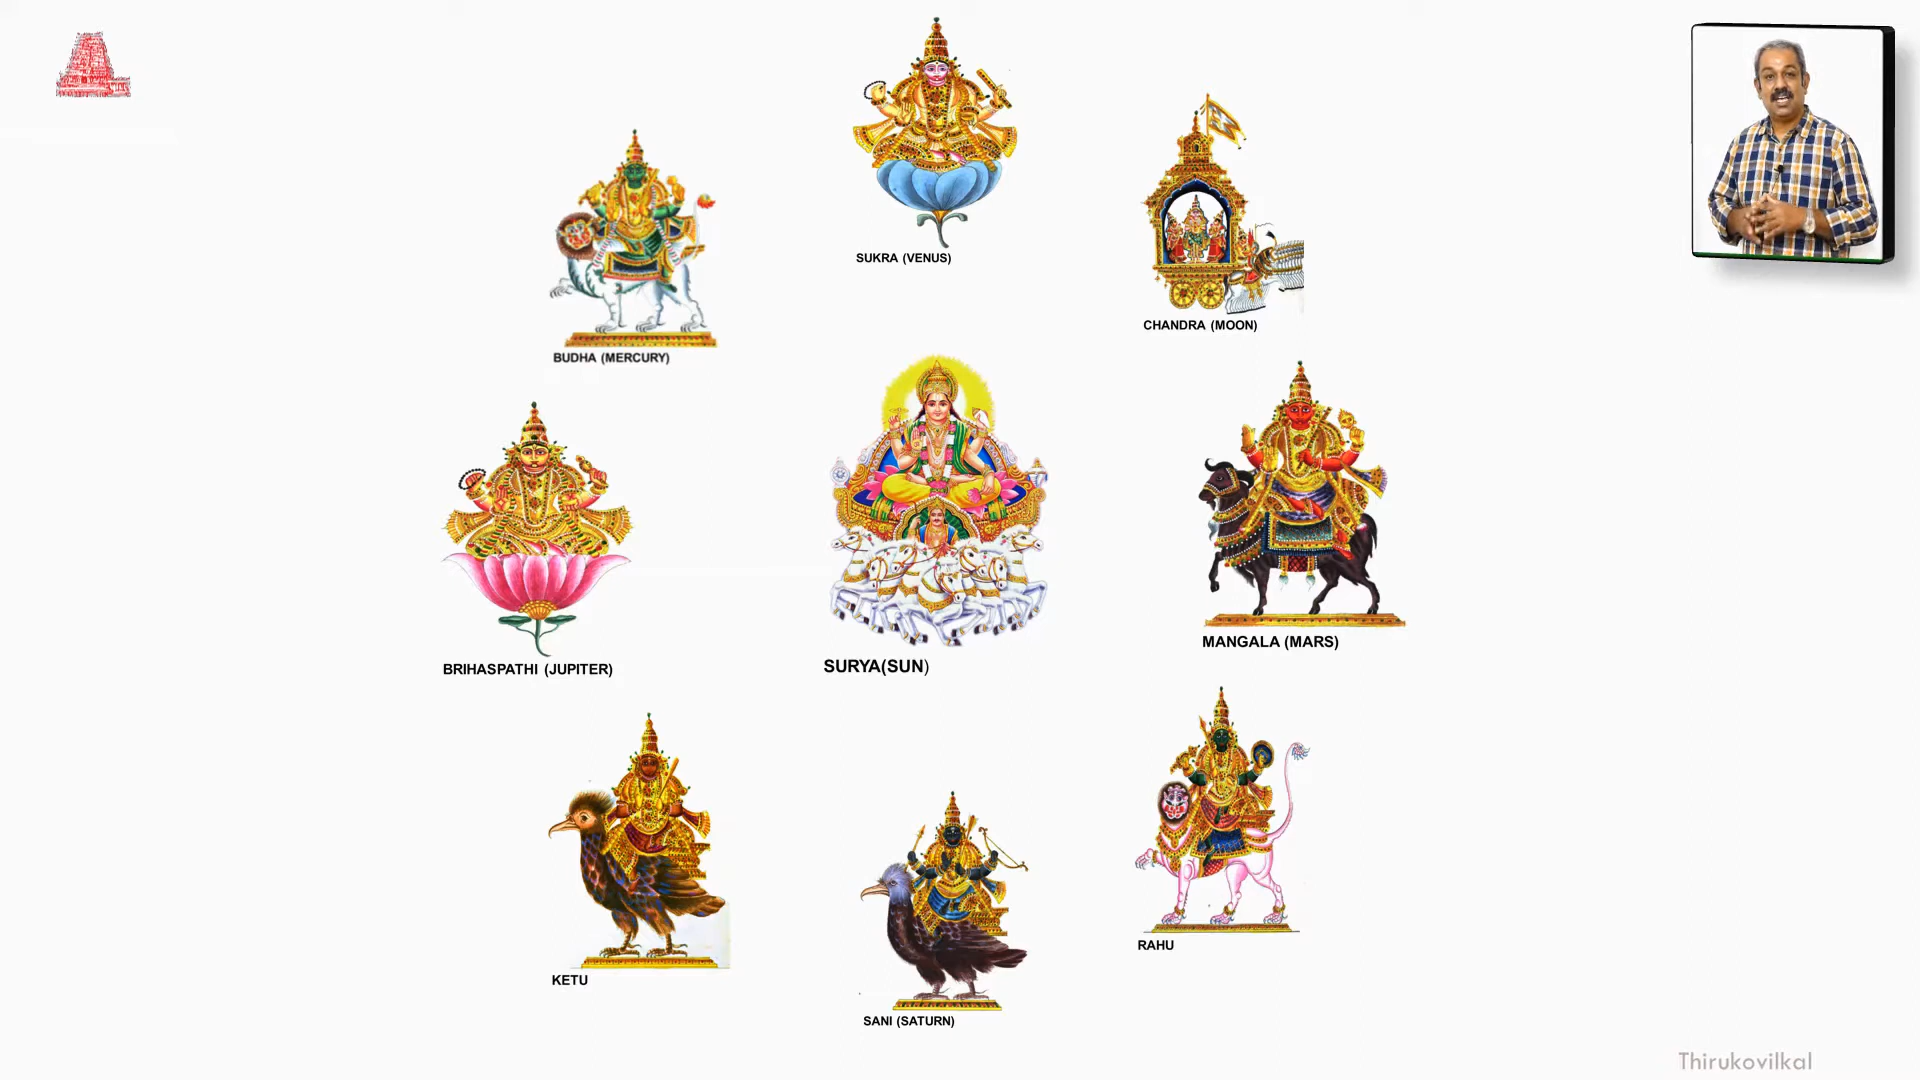 SUKRA (VENUS)
CHANDRA (MOON)
BUDHA (MERCURY)
MANGALA (MARS)
SURYA(SUN)
BRIHASPATHI (JUPITER)
RAHU
KETU
SANI (SATURN)
Thirukovilkal